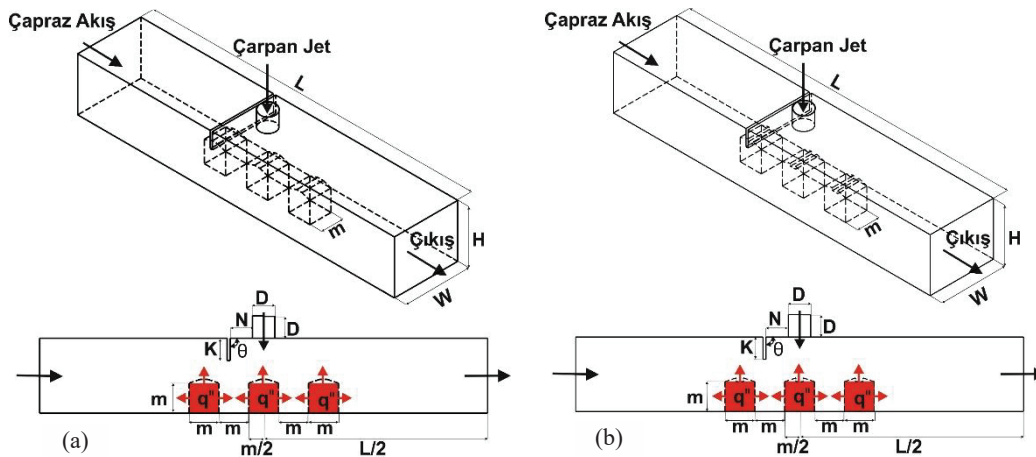 Çapraz Akış
Çarpan Jet
L
m
Çıkış
H
W
D
N
D
K
θ
m
q" q" q"
m m m m
m/2
L/2
(a)
Çapraz Akış
Çarpan Jet
L
m
Çıkış
H
W
D
N
D
K
θ
m
q" q" q"
m m m m
m/2
L/2
(b)